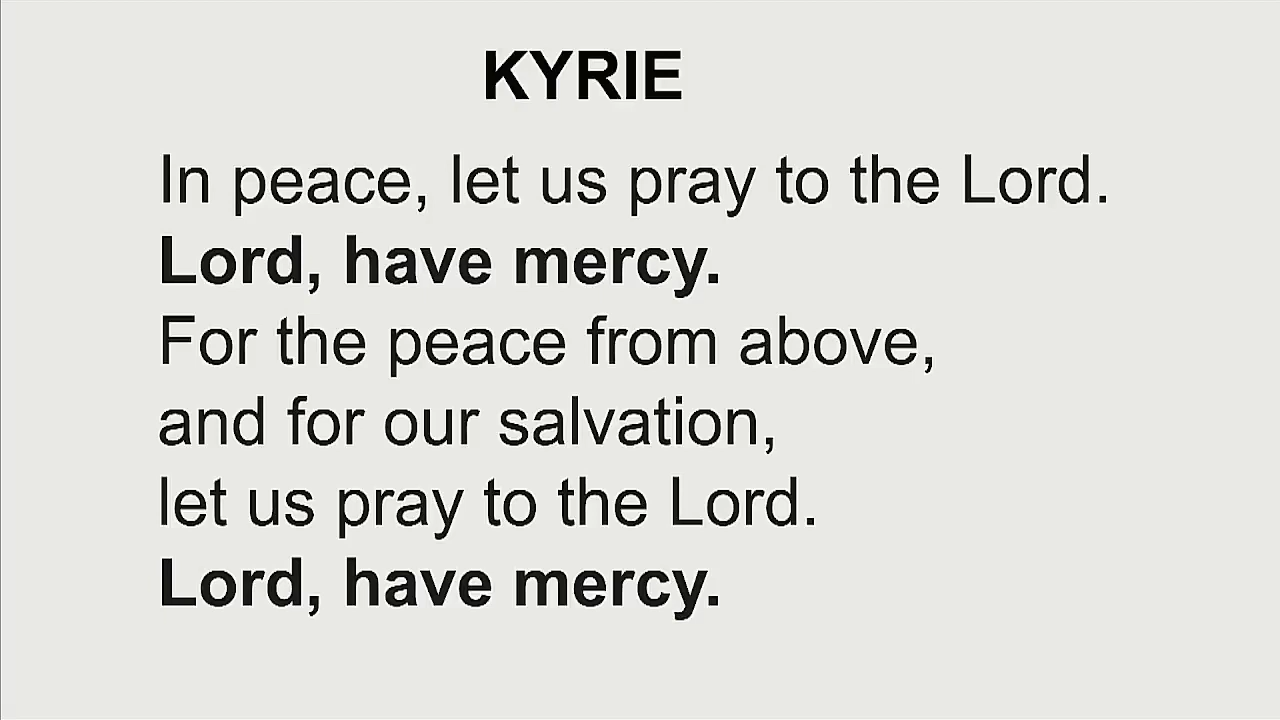 KYRIE
In peace, let us pray to the Lord.
Lord, have mercy.
For the peace from above,
and for our salvation,
let us pray to the Lord.
Lord, have mercy.